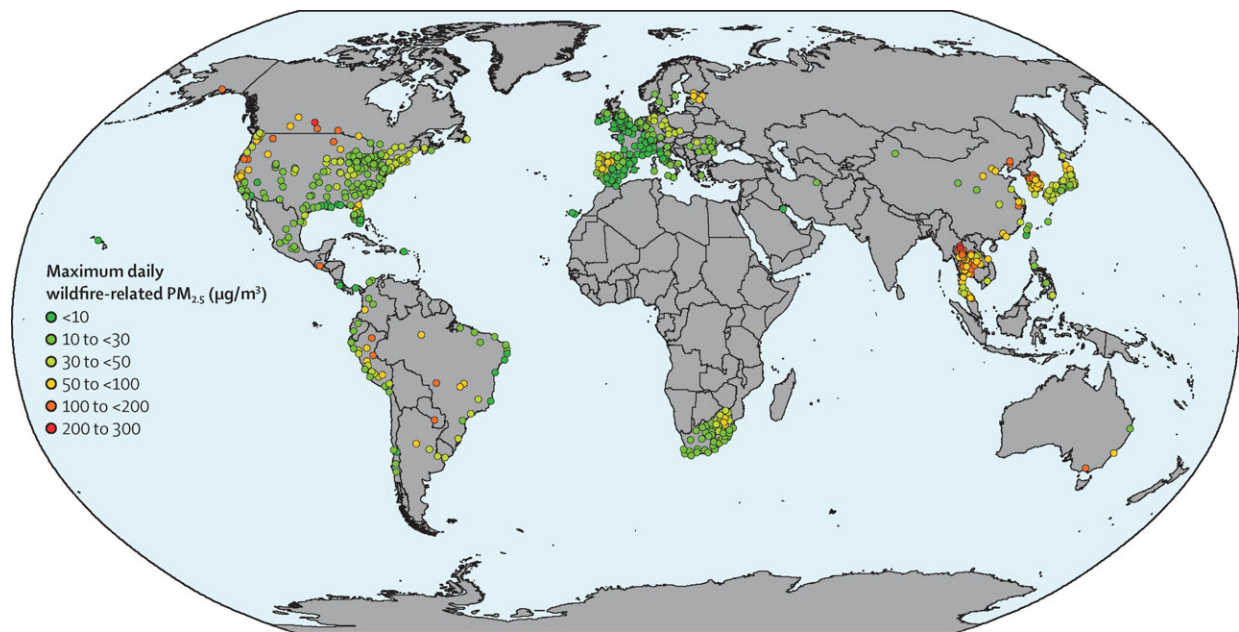 Maximum daily
wildfire-related PM₂.₅ (µg/m³)
<10
10 to <30
30 to <50
50 to <100
100 to <200
200 to 300